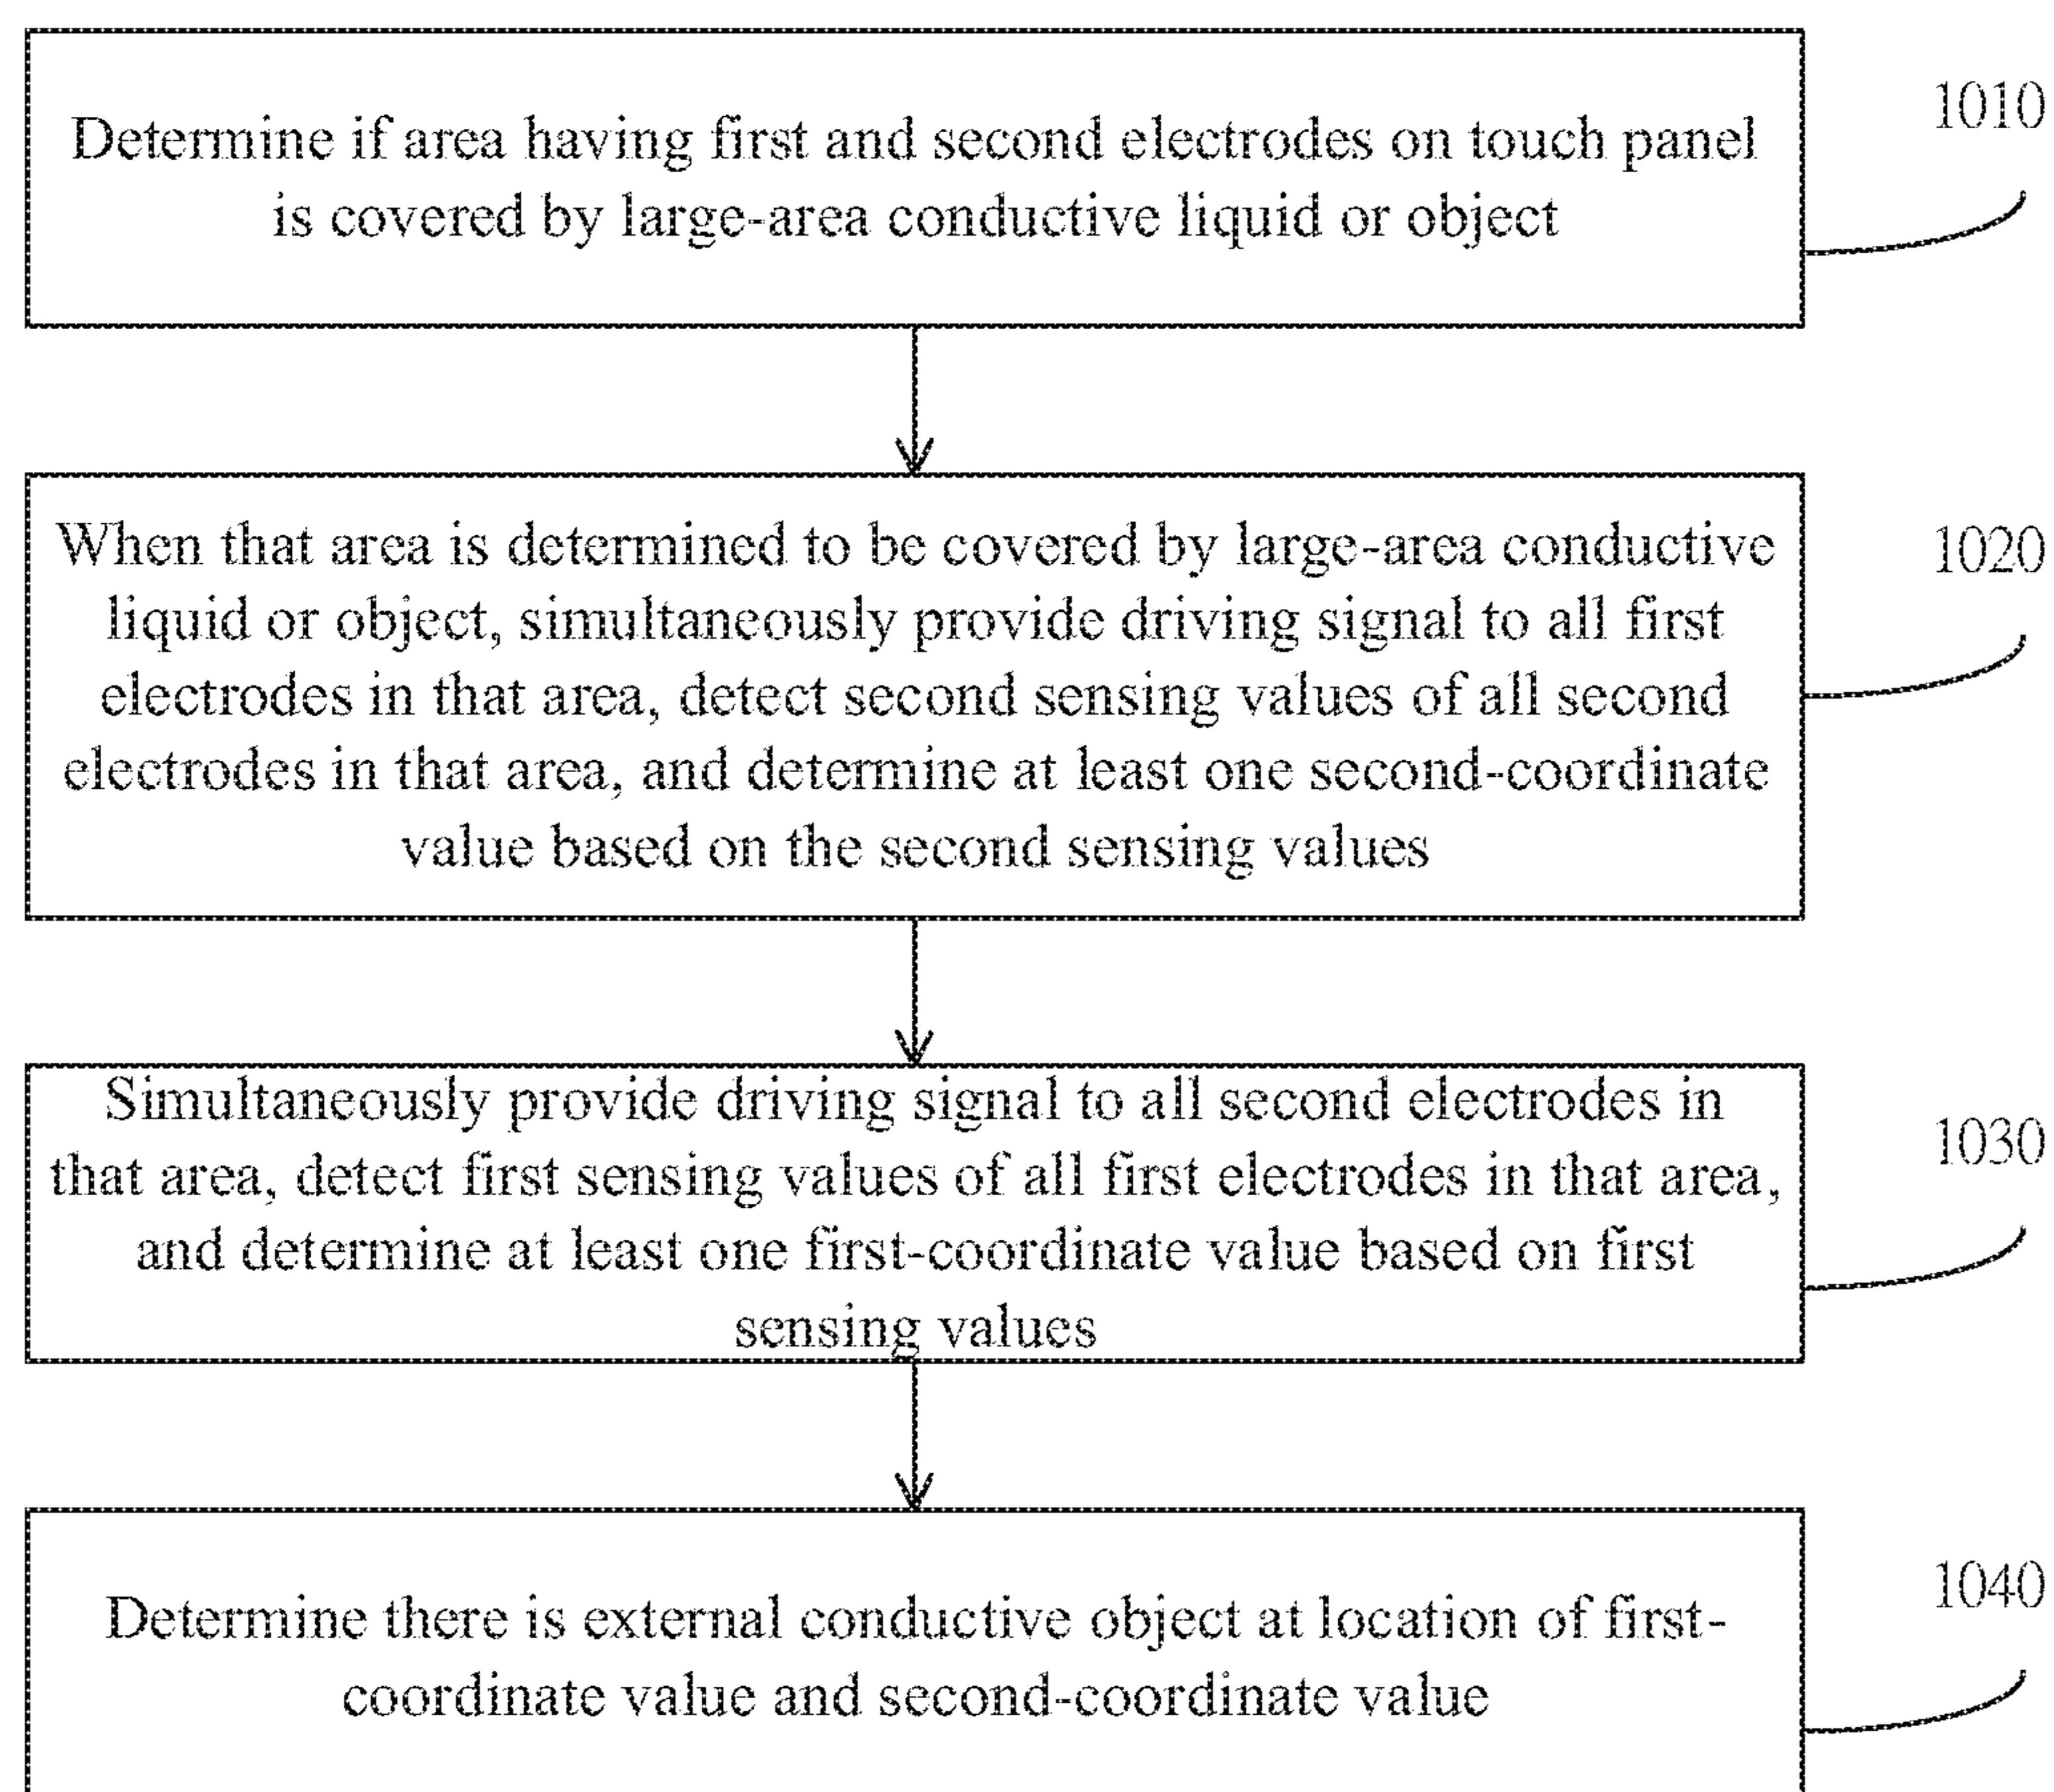 Determine if area having first and second electrodes on touch panel
is covered by large-area conductive liquid or object
1010
When that area is determined to be covered by large-area conductive
liquid or object, simultaneously provide driving signal to all first
electrodes in that area, detect second sensing values of all second
electrodes in that area, and determine at least one second-coordinate
value based on the second sensing values
1020
Simultaneously provide driving signal to all second electrodes in
that area, detect first sensing values of all first electrodes in that area,
and determine at least one first-coordinate value based on first
sensing values
1030
Determine there is external conductive object at location of first-
coordinate value and second-coordinate value
1040